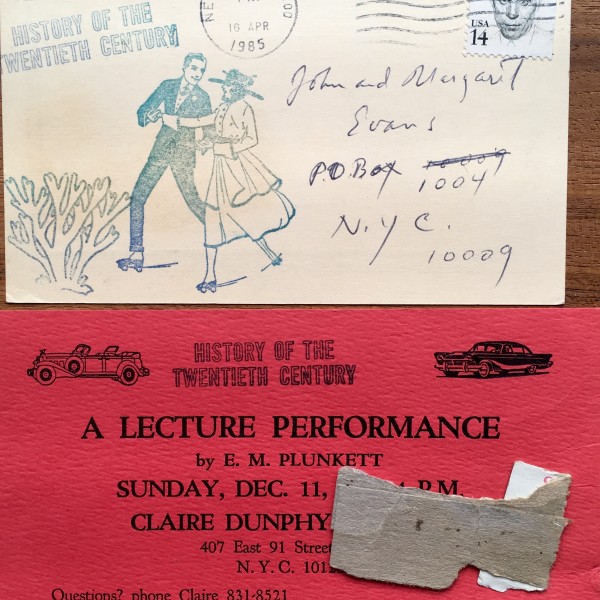 HISTORY OF THE
TWENTIETH CENTURY
16 APR
1985
USA
14
John and Margaret
Evans
P.O. Box
1004
N.Y C.
10009
HISTORY OF THE
TWENTIETH CENTURY
A LECTURE PERFORMANCE
by E. M. PLUNKETT
SUNDAY, DEC. 11, P.M.
CLAIRE DUNPHY
407 East 91 Street
N.Y.C.
Questions? phone Claire 831-8521